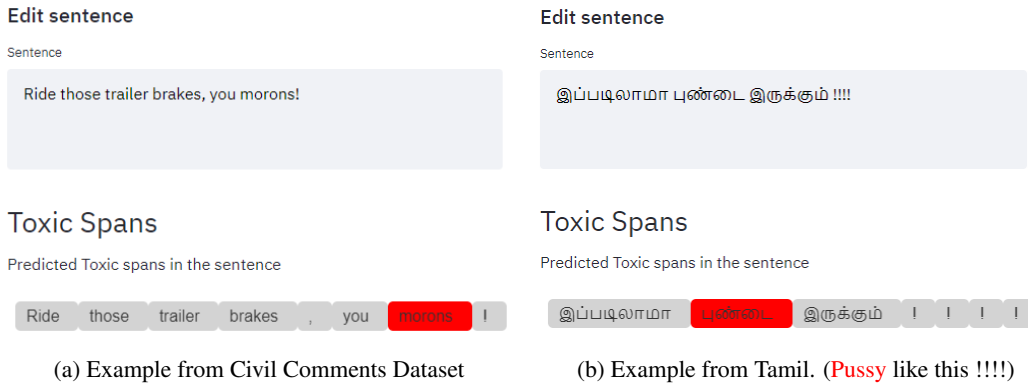 Edit sentence
Sentence
Ride those trailer brakes, you morons!
Toxic Spans
Predicted Toxic spans in the sentence
Ride those trailer brakes , you morons !
(a) Example from Civil Comments Dataset
Edit sentence
Sentence
இப்படிலாமா புண்டை இருக்கும் !!!!
Toxic Spans
Predicted Toxic spans in the sentence
இப்படிலாமா புண்டை இருக்கும் ! ! ! !
(b) Example from Tamil. (Pussy like this !!!!)